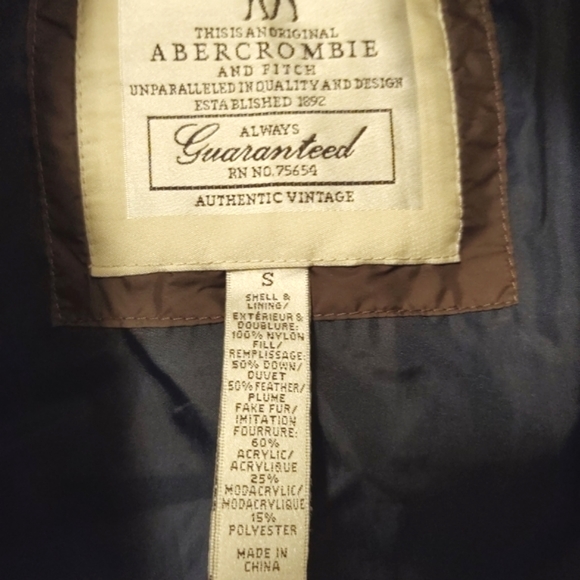 THIS IS AN ORIGINAL
ABERCROMBIE
AND FITCH
UNPARALLELED IN QUALITY AND DESIGN
ESTABLISHED 1892
ALWAYS
Guaranteed
RN NO. 75654
AUTHENTIC VINTAGE
S
SHELL &
LINING/
EXTÉRIEUR &
DOUBLURE:
100% NYLON
FILL/
REMPLISSAGE:
50% DOWN/
DUVET
50% FEATHER/
PLUME
FAKE FUR/
IMITATION
FOURRURE:
60%
ACRYLIC/
ACRYLIQUE
25%
MODACRYLIC/
MODACRYLIQUE
15%
POLYESTER
MADE IN
CHINA